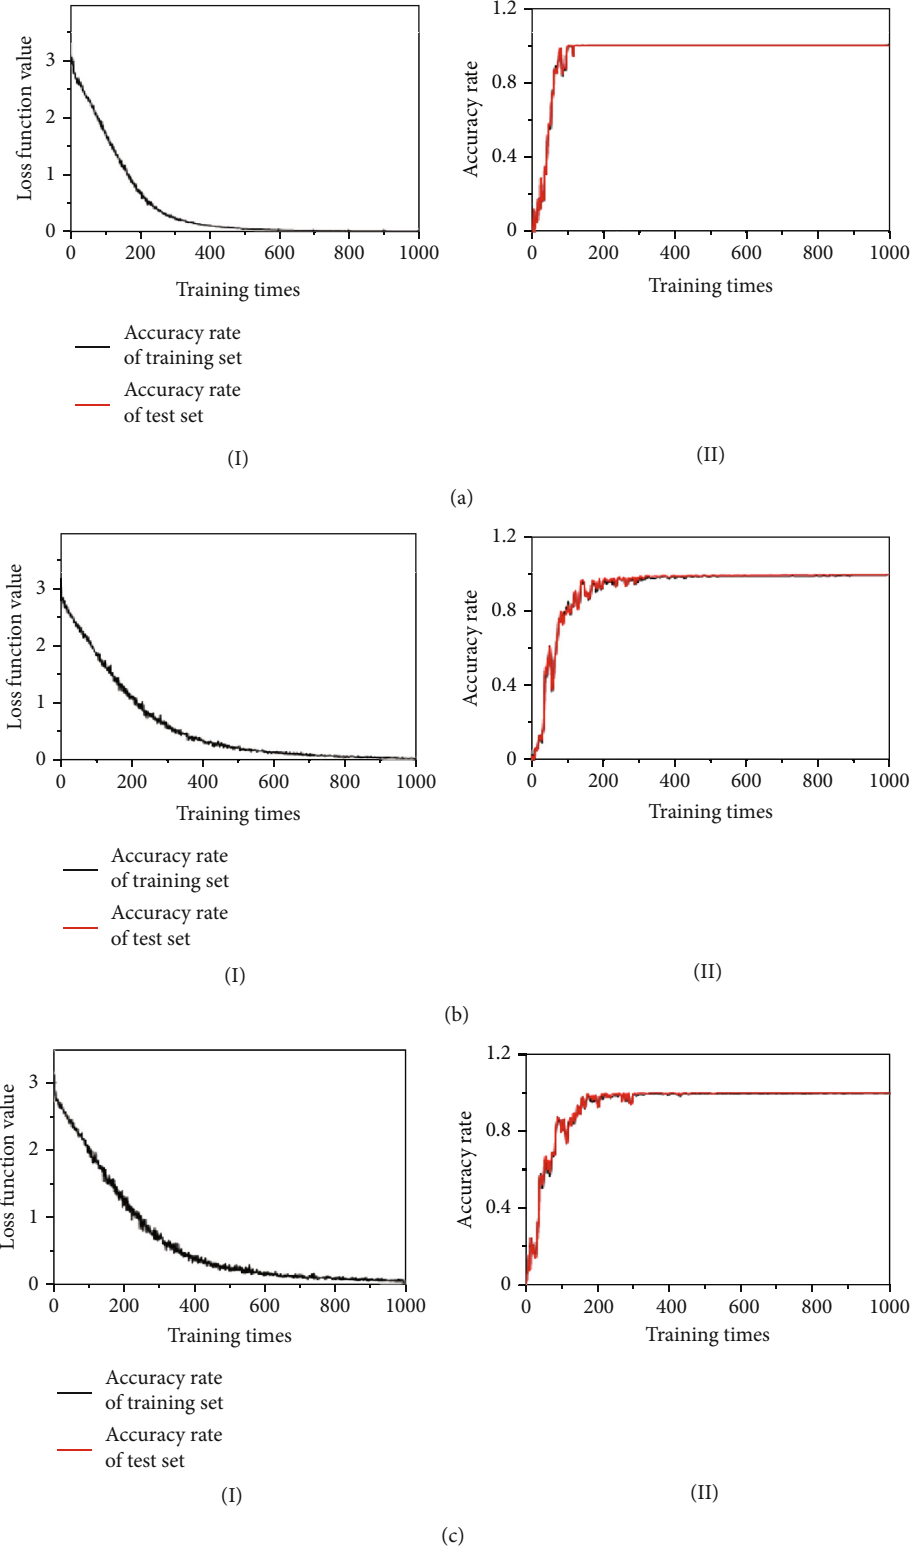 Loss function value
3
2
1
0
0 200 400 600 800 1000
Training times
Accuracy rate
of training set
Accuracy rate
of test set
(I)
Accuracy rate
1.2
0.8
0.4
0
0 200 400 600 800 1000
Training times
(II)
(a)
Loss function value
3
2
1
0
0 200 400 600 800 1000
Training times
Accuracy rate
of training set
Accuracy rate
of test set
(I)
Accuracy rate
1.2
0.8
0.4
0
0 200 400 600 800 1000
Training times
(II)
(b)
Loss function value
3
2
1
0
0 200 400 600 800 1000
Training times
Accuracy rate
of training set
Accuracy rate
of test set
(I)
Accuracy rate
1.2
0.8
0.4
0
0 200 400 600 800 1000
Training times
(II)
(c)